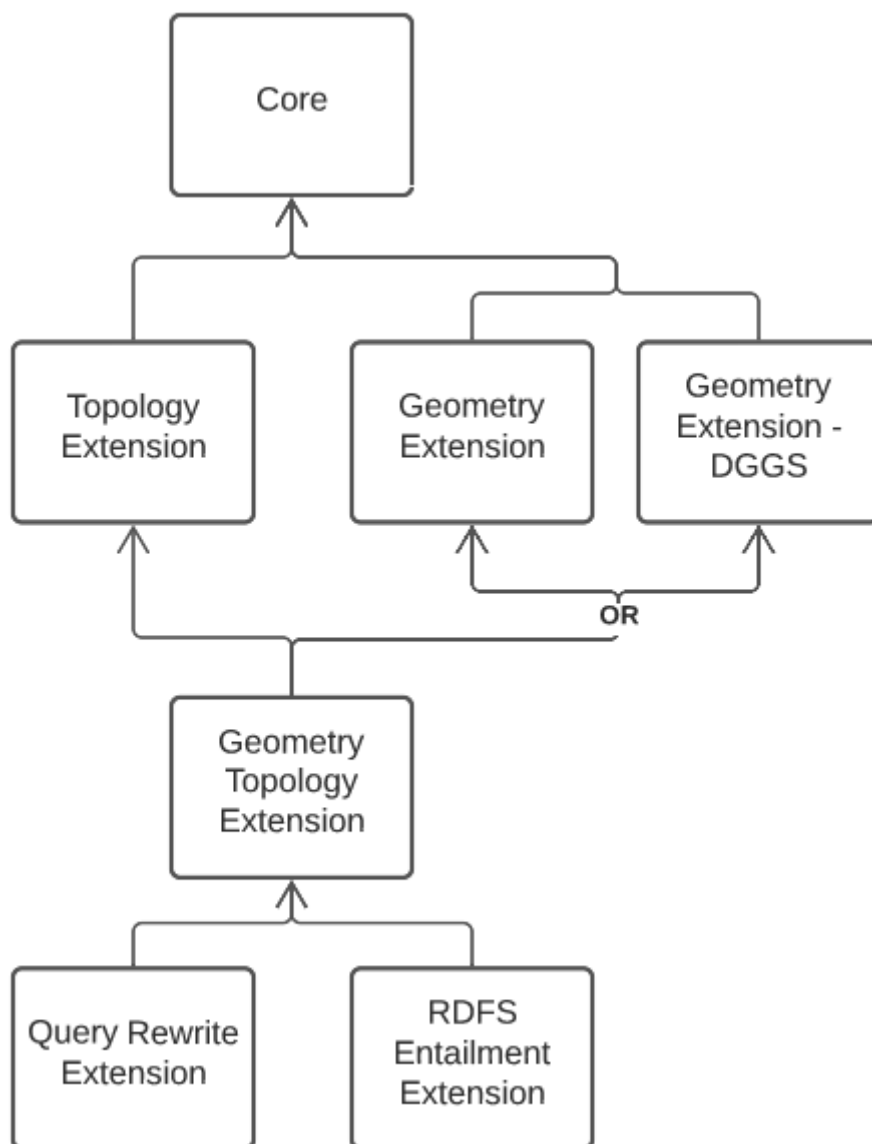 Core
Topology
Extension
Geometry
Extension
Geometry
Extension -
DGGS
OR
Geometry
Topology
Extension
Query Rewrite
Extension
RDFS
Entailment
Extension